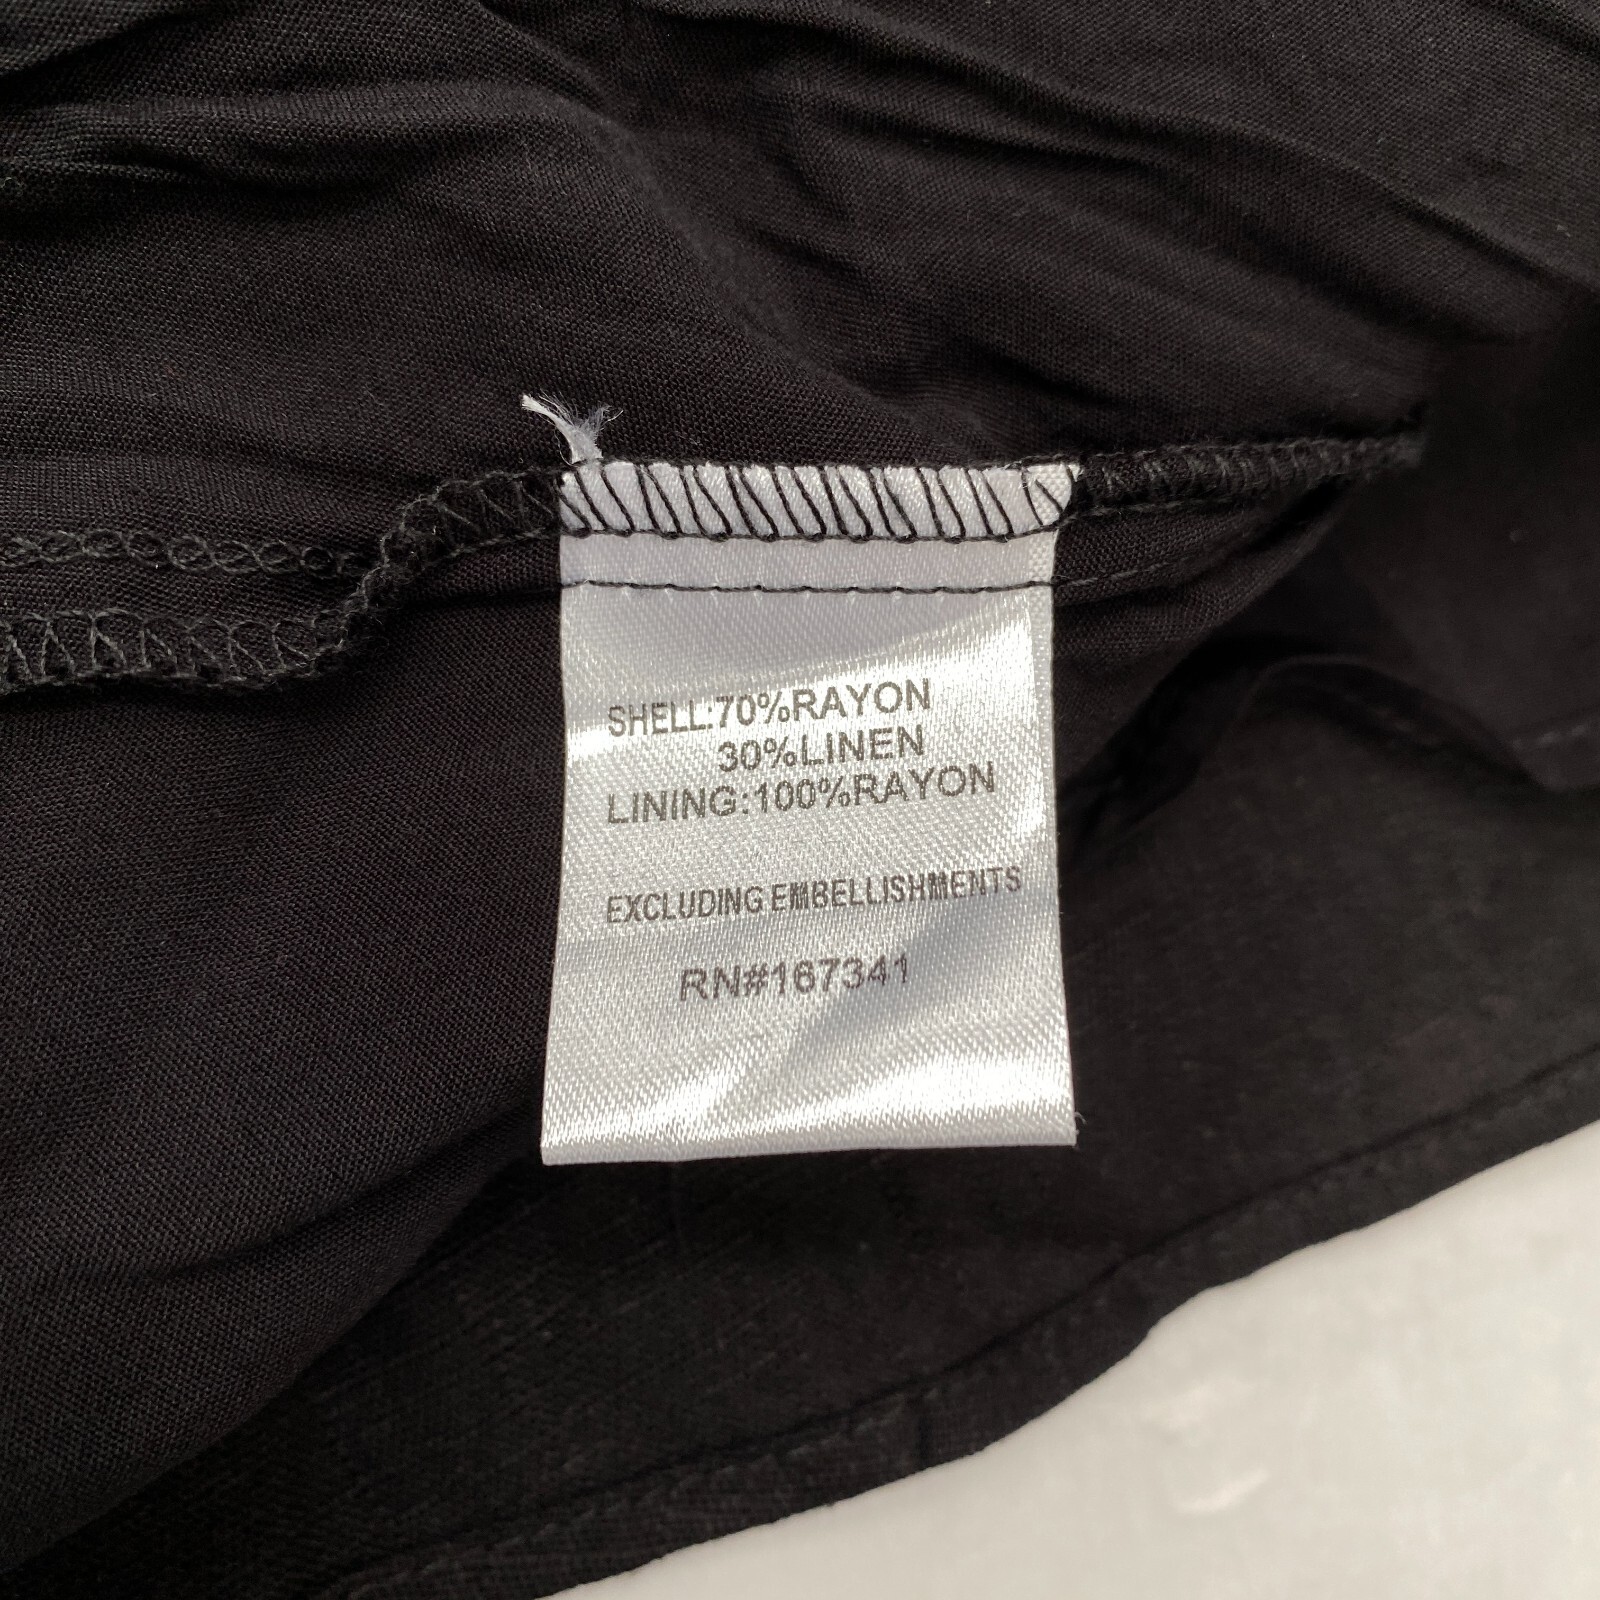 SHELL:70%RAYON
30%LINEN
LINING:100%RAYON
EXCLUDING EMBELLISHMENTS
RN#167341